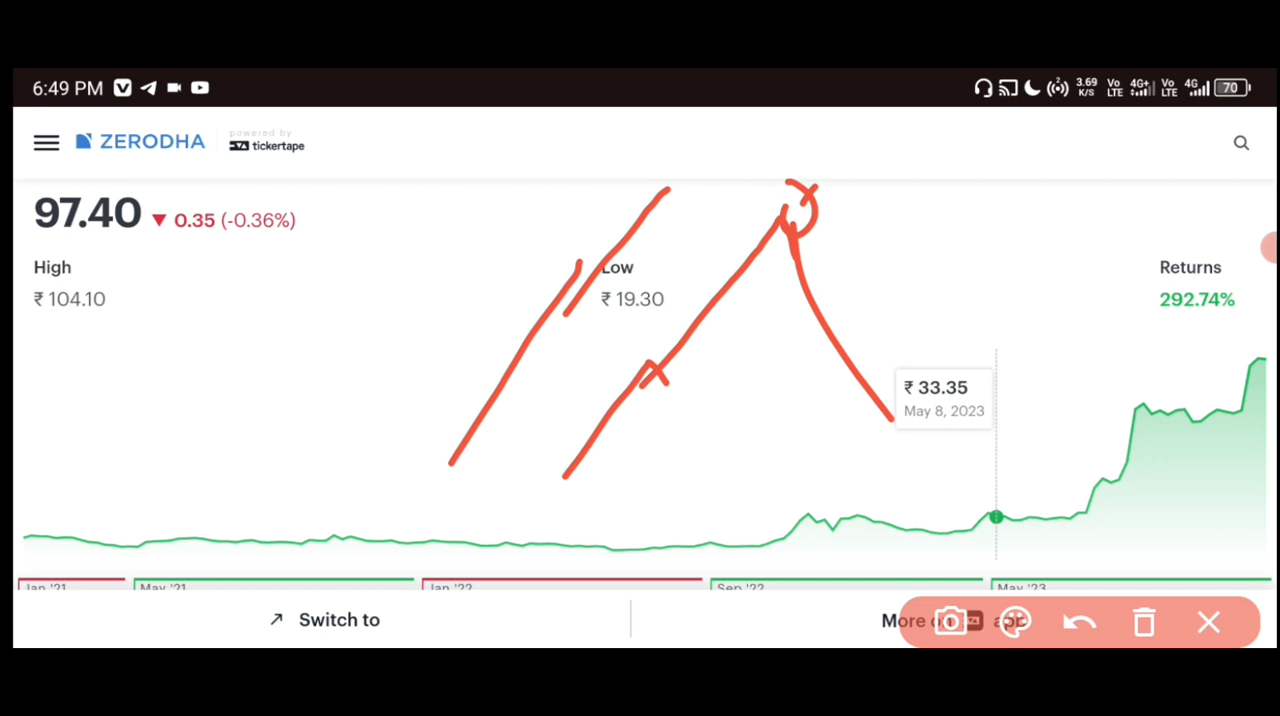 6:49 PM 3.69 K/S Vo LTE 4G+ Vo LTE 4G 70
ZERODHA powered by tickertape
97.40 ▼ 0.35 (-0.36%)
High Low Returns
₹ 104.10 ₹ 19.30 292.74%
₹ 33.35
May 8, 2023
Jan '21 May '21 Jan '22 Sep '22 May '23
Switch to More on app